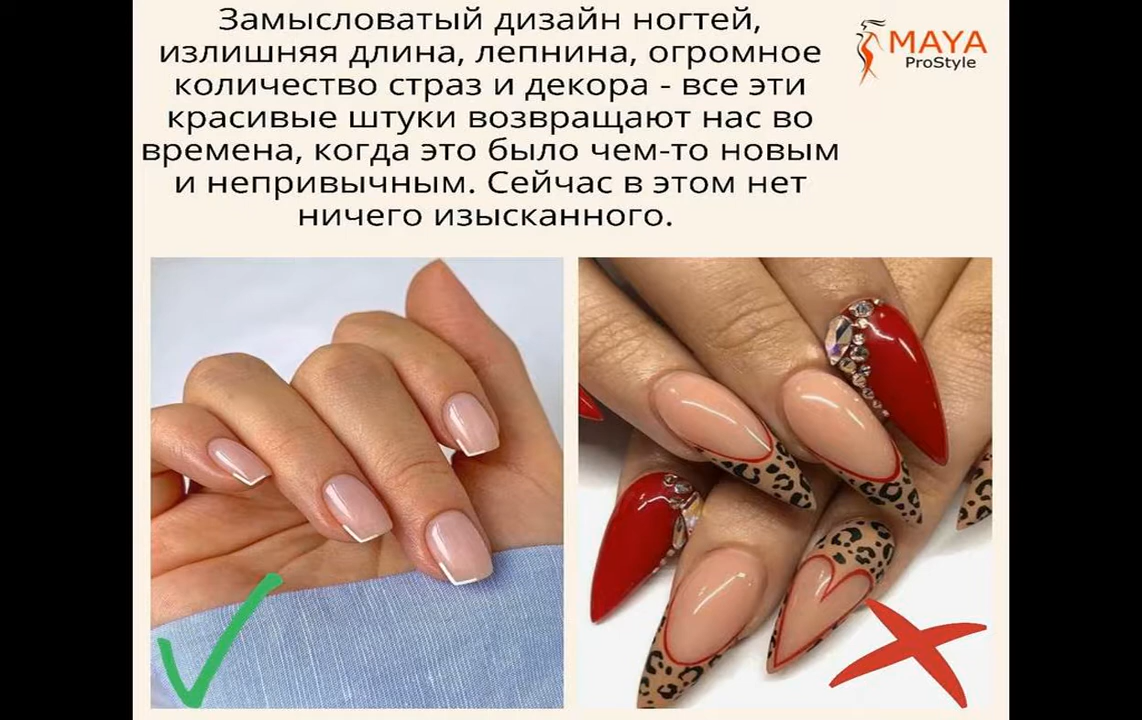 Замысловатый дизайн ногтей,
излишняя длина, лепнина, огромное
количество страз и декора - все эти
красивые штуки возвращают нас во
времена, когда это было чем-то новым
и непривычным. Сейчас в этом нет
ничего изысканного.
MAYA
ProStyle